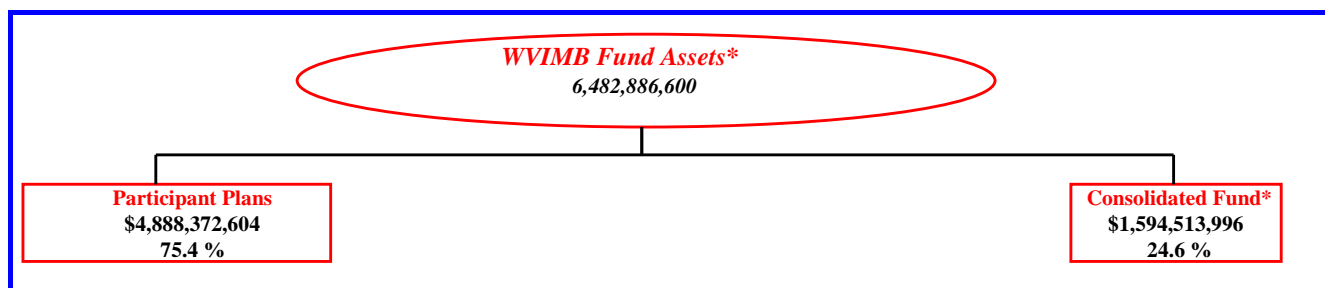 WVIMB Fund Assets*
6,482,886,600
Participant Plans
$4,888,372,604
75.4 %
Consolidated Fund*
$1,594,513,996
24.6 %